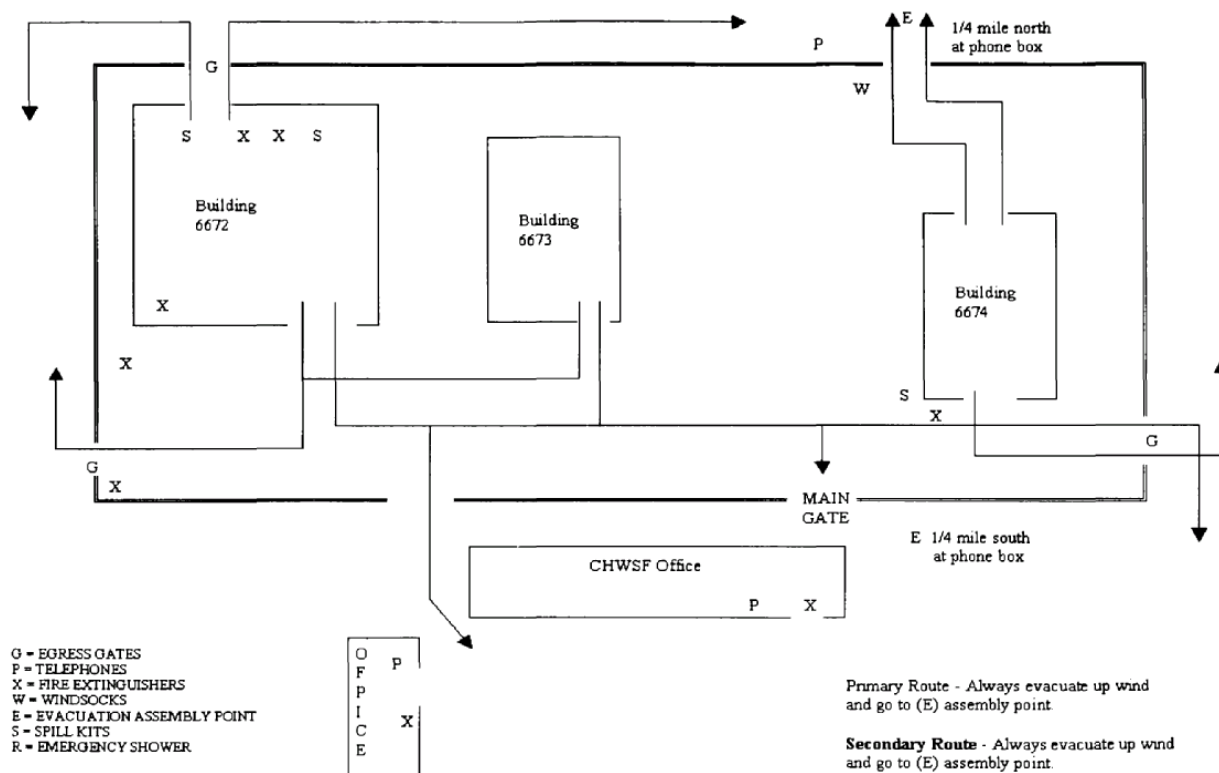 E
1/4 mile north
at phone box
P
G
W
S X X S
Building
6672
Building
6673
Building
6674
X
X
S
X
G
G
X
MAIN
GATE
E 1/4 mile south
at phone box
CHWSF Office
P X
O
F
P
I
C
E
P
X
G = EGRESS GATES
P = TELEPHONES
X = FIRE EXTINGUISHERS
W = WINDSOCKS
E = EVACUATION ASSEMBLY POINT
S = SPILL KITS
R = EMERGENCY SHOWER
Primary Route - Always evacuate up wind
and go to (E) assembly point.
Secondary Route - Always evacuate up wind
and go to (E) assembly point.